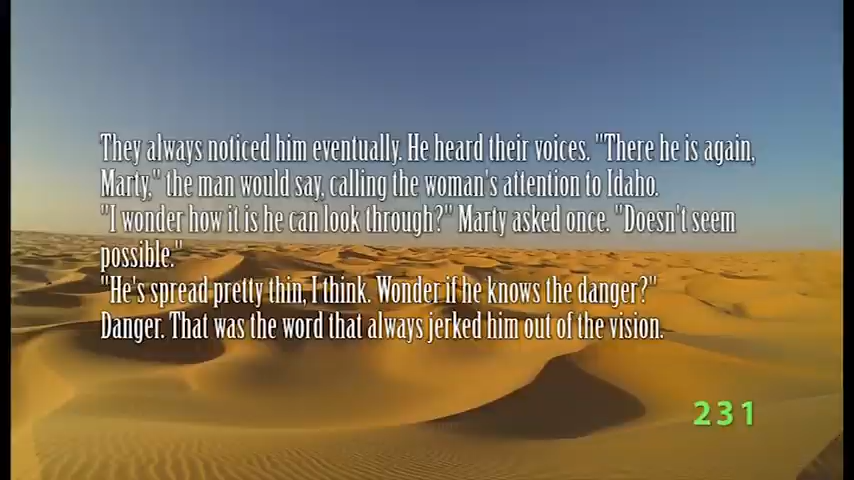 They always noticed him eventually. He heard their voices. "There he is again,
Marty," the man would say, calling the woman's attention to Idaho.
"I wonder how it is he can look through?" Marty asked once. "Doesn't seem
possible."
"He's spread pretty thin, I think. Wonder if he knows the danger?"
Danger. That was the word that always jerked him out of the vision.
231